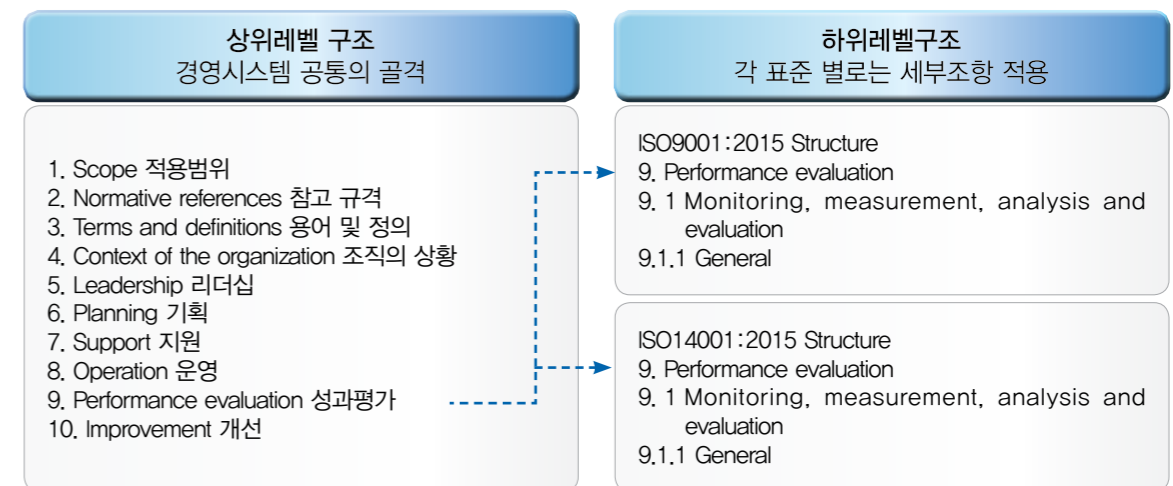 상위레벨 구조
경영시스템 공통의 골격
1. Scope 적용범위
2. Normative references 참고 규격
3. Terms and definitions 용어 및 정의
4. Context of the organization 조직의 상황
5. Leadership 리더십
6. Planning 기획
7. Support 지원
8. Operation 운영
9. Performance evaluation 성과평가
10. Improvement 개선
하위레벨구조
각 표준 별로는 세부조항 적용
ISO9001:2015 Structure
9. Performance evaluation
9. 1 Monitoring, measurement, analysis and
evaluation
9.1.1 General
ISO14001:2015 Structure
9. Performance evaluation
9. 1 Monitoring, measurement, analysis and
evaluation
9.1.1 General